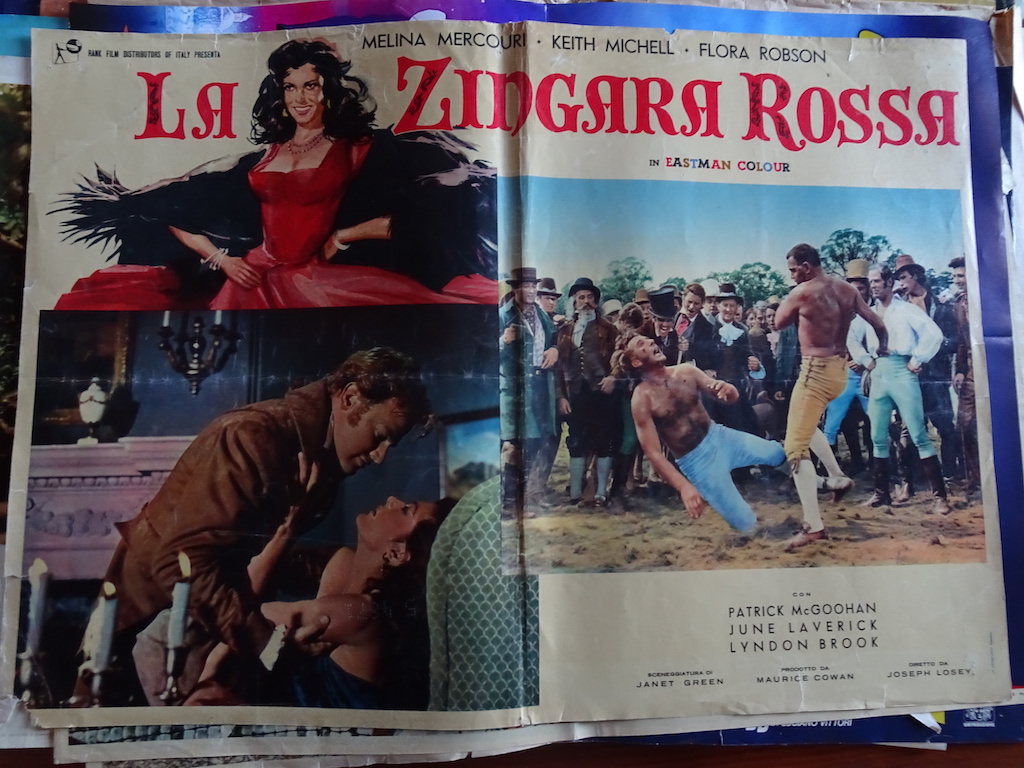 RANK FILM DISTRIBUTORS OF ITALY PRESENTA
MELINA MERCOURI · KEITH MICHELL · FLORA ROBSON
LA ZINGARA ROSSA
IN EASTMAN COLOUR
CON
PATRICK McGOOHAN
JUNE LAVERICK
LYNDON BROOK
SCENEGGIATURA DI
JANET GREEN
PRODOTTO DA
MAURICE COWAN
DIRETTO DA
JOSEPH LOSEY
VITTORI